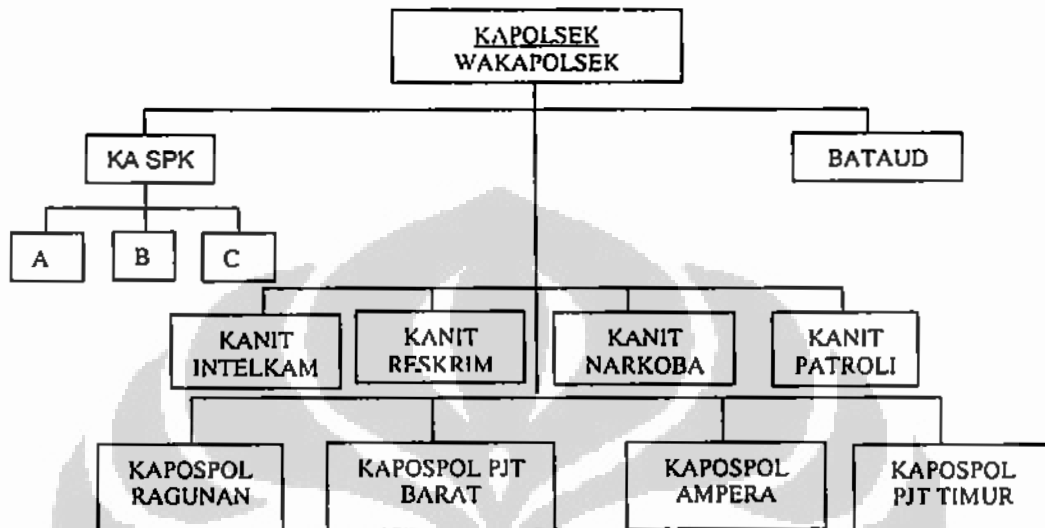 KAPOLSEK
WAKAPOLSEK
KA SPK
BATAUD
A
B
C
KANIT
INTELKAM
KANIT
RESKRIM
KANIT
NARKOBA
KANIT
PATROLI
KAPOSPOL
RAGUNAN
KAPOSPOL PJT
BARAT
KAPOSPOL
AMPERA
KAPOSPOL
PJT TIMUR